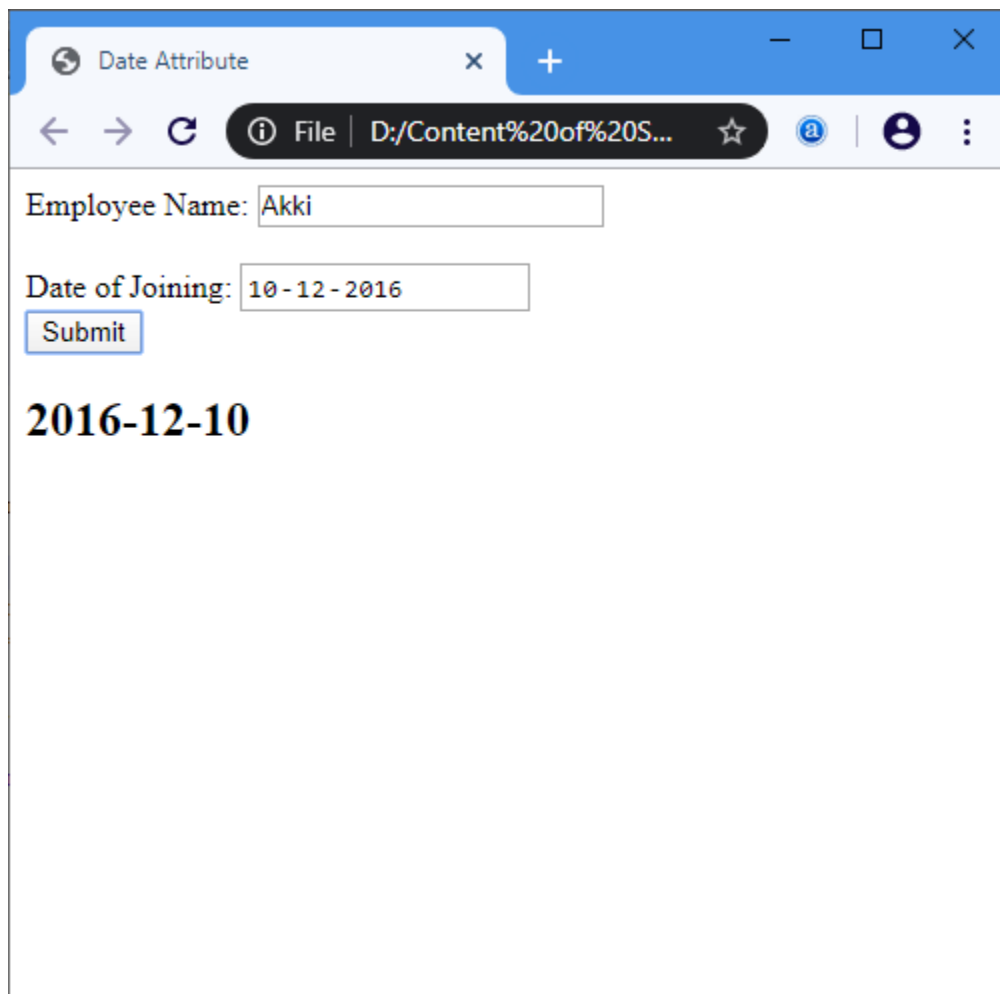 Date Attribute
File D:/Content%20of%20S...
a
Employee Name: Akki
Date of Joining: 10-12-2016
Submit
2016-12-10